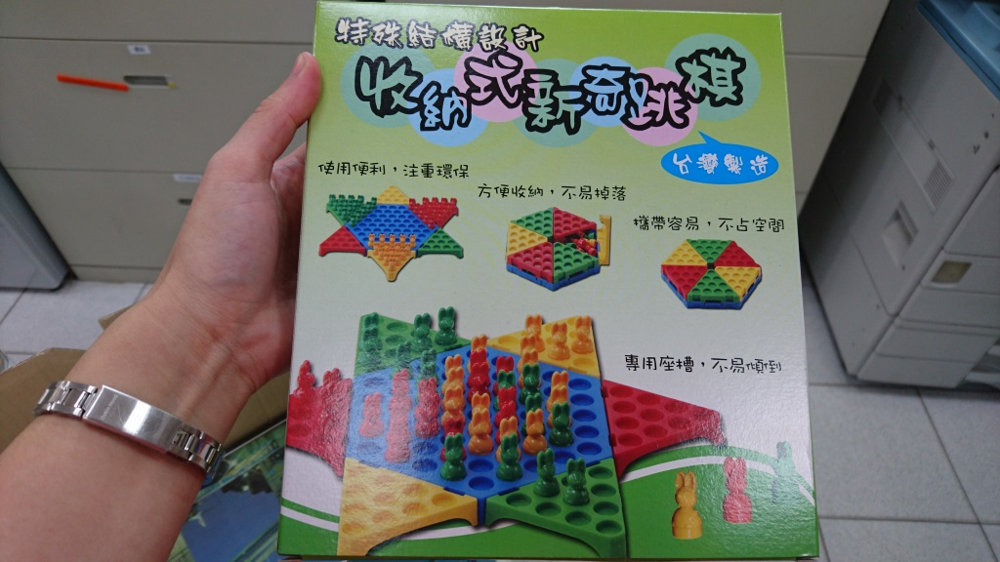 特殊結構設計
收納式新奇跳棋
台灣製造
使用便利，注重環保
方便收納，不易掉落
攜帶容易，不占空間
專用座槽，不易傾倒